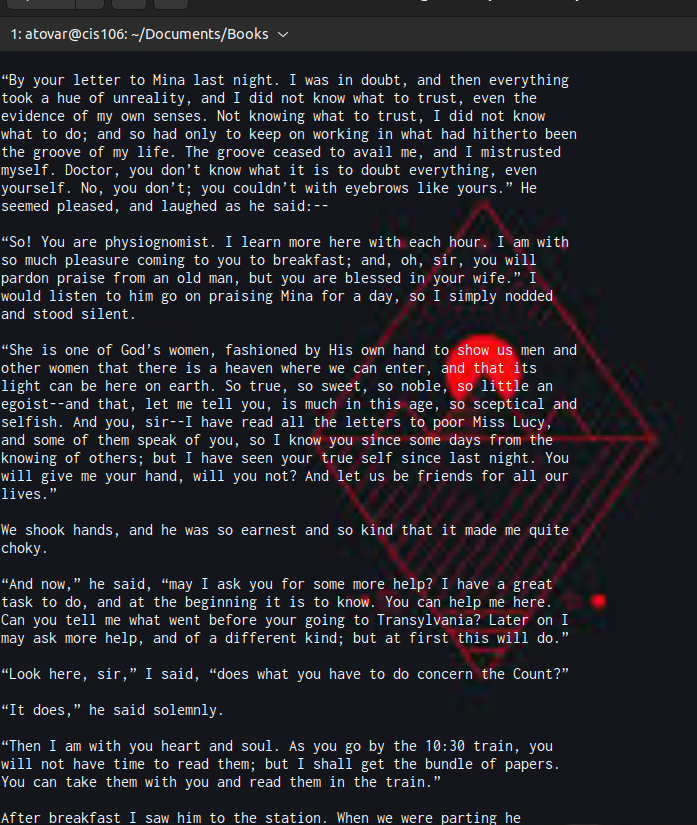 1: atovar@cis106: ~/Documents/Books
“By your letter to Mina last night. I was in doubt, and then everything
took a hue of unreality, and I did not know what to trust, even the
evidence of my own senses. Not knowing what to trust, I did not know
what to do; and so had only to keep on working in what had hitherto been
the groove of my life. The groove ceased to avail me, and I mistrusted
myself. Doctor, you don’t know what it is to doubt everything, even
yourself. No, you don’t; you couldn’t with eyebrows like yours.” He
seemed pleased, and laughed as he said:--
“So! You are physiognomist. I learn more here with each hour. I am with
so much pleasure coming to you to breakfast; and, oh, sir, you will
pardon praise from an old man, but you are blessed in your wife.” I
would listen to him go on praising Mina for a day, so I simply nodded
and stood silent.
“She is one of God’s women, fashioned by His own hand to show us men and
other women that there is a heaven where we can enter, and that its
light can be here on earth. So true, so sweet, so noble, so little an
egoist--and that, let me tell you, is much in this age, so sceptical and
selfish. And you, sir--I have read all the letters to poor Miss Lucy,
and some of them speak of you, so I know you since some days from the
knowing of others; but I have seen your true self since last night. You
will give me your hand, will you not? And let us be friends for all our
lives.”
We shook hands, and he was so earnest and so kind that it made me quite
choky.
“And now,” he said, “may I ask you for some more help? I have a great
task to do, and at the beginning it is to know. You can help me here.
Can you tell me what went before your going to Transylvania? Later on I
may ask more help, and of a different kind; but at first this will do.”
“Look here, sir,” I said, “does what you have to do concern the Count?”
“It does,” he said solemnly.
“Then I am with you heart and soul. As you go by the 10:30 train, you
will not have time to read them; but I shall get the bundle of papers.
You can take them with you and read them in the train.”
After breakfast I saw him to the station. When we were parting he